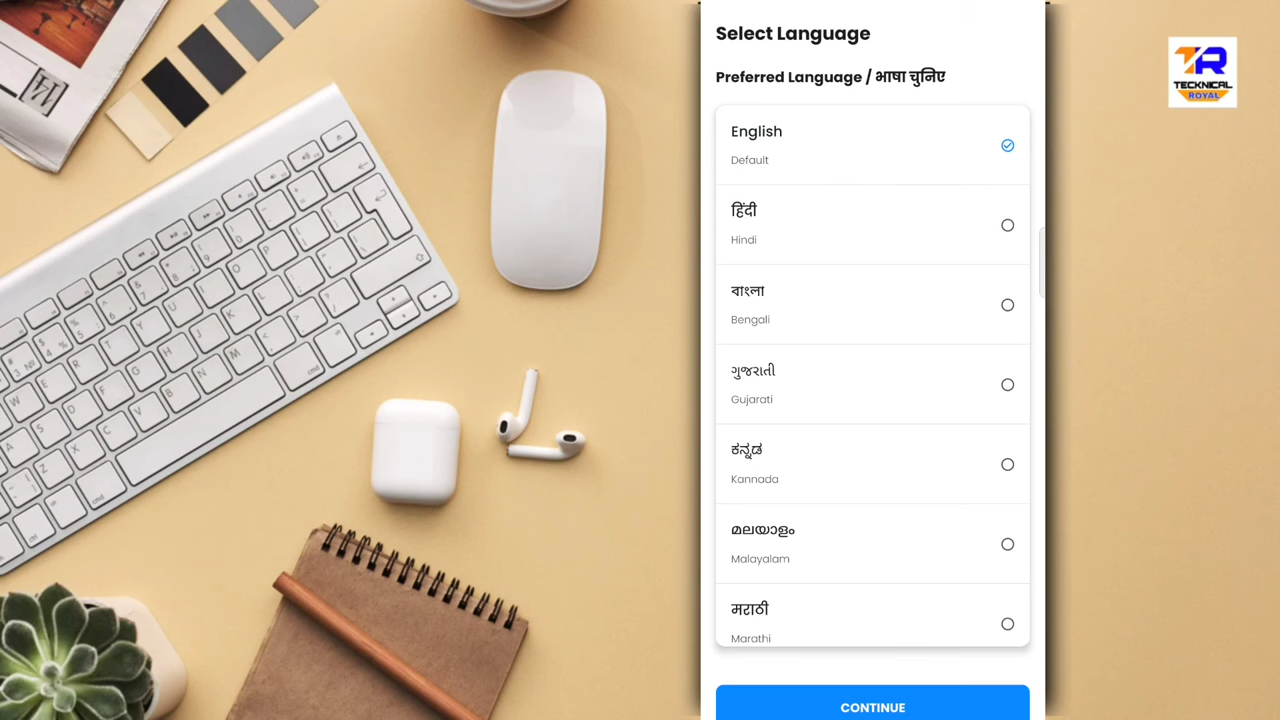 Select Language
Preferred Language / भाषा चुनिए
English
Default
हिंदी
Hindi
বাংলা
Bengali
ગુજરાતી
Gujarati
ಕನ್ನಡ
Kannada
മലയാളം
Malayalam
मराठी
Marathi
CONTINUE
TR
TECKNICAL
ROYAL